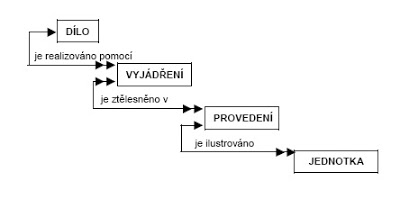 DÍLO
je realizováno pomocí
VYJÁDŘENÍ
je ztělesněno v
PROVEDENÍ
je ilustrováno
JEDNOTKA